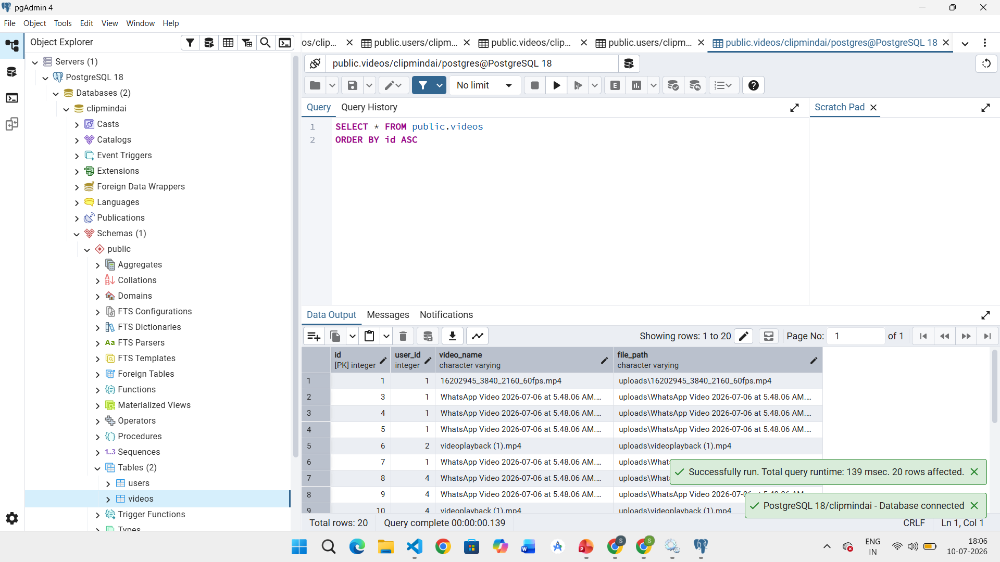 pgAdmin 4
File Object Tools Edit View Window Help
Object Explorer
os/clip... public.users/clipm... public.videos/clip... public.users/clipm... public.videos/clipmindai/postgres@PostgreSQL 18
Servers (1)
PostgreSQL 18
Databases (2)
clipmindai
Casts
Catalogs
Event Triggers
Extensions
Foreign Data Wrappers
Languages
Publications
Schemas (1)
public
Aggregates
Collations
Domains
FTS Configurations
FTS Dictionaries
Aa FTS Parsers
FTS Templates
Foreign Tables
Functions
Materialized Views
Operators
Procedures
1..3 Sequences
Tables (2)
users
videos
Trigger Functions
Types
public.videos/clipmindai/postgres@PostgreSQL 18
No limit
E
Query Query History
Scratch Pad
1 SELECT * FROM public.videos
2 ORDER BY id ASC
Data Output Messages Notifications
Showing rows: 1 to 20 Page No: 1 of 1
id user_id video_name file_path
[PK] integer integer character varying character varying
1 1 1 16202945_3840_2160_60fps.mp4 uploads\16202945_3840_2160_60fps.mp4
2 3 1 WhatsApp Video 2026-07-06 at 5.48.06 AM.... uploads\WhatsApp Video 2026-07-06 at 5.48.06 AM....
3 4 1 WhatsApp Video 2026-07-06 at 5.48.06 AM.... uploads\WhatsApp Video 2026-07-06 at 5.48.06 AM....
4 5 1 WhatsApp Video 2026-07-06 at 5.48.06 AM.... uploads\WhatsApp Video 2026-07-06 at 5.48.06 AM....
5 6 2 videoplayback (1).mp4 uploads\videoplayback (1).mp4
6 7 1 WhatsApp Video 2026-07-06 at 5.48.06 AM.... uploads\What
7 8 4 WhatsApp Video 2026-07-06 at 5.48.06 AM.... uploads\What
8 9 4 WhatsApp Video 2026-07-06 at 5.48.06 AM.... uploads\WhatsApp Video 2026-07-06 at 5.48.06 AM....
9 10 4 videoplayback (1).mp4 uploads\videoplayback (1).mp4
Successfully run. Total query runtime: 139 msec. 20 rows affected.
PostgreSQL 18/clipmindai - Database connected
Total rows: 20 Query complete 00:00:00.139 CRLF Ln 1, Col 1
ENG
IN
18:06
10-07-2026